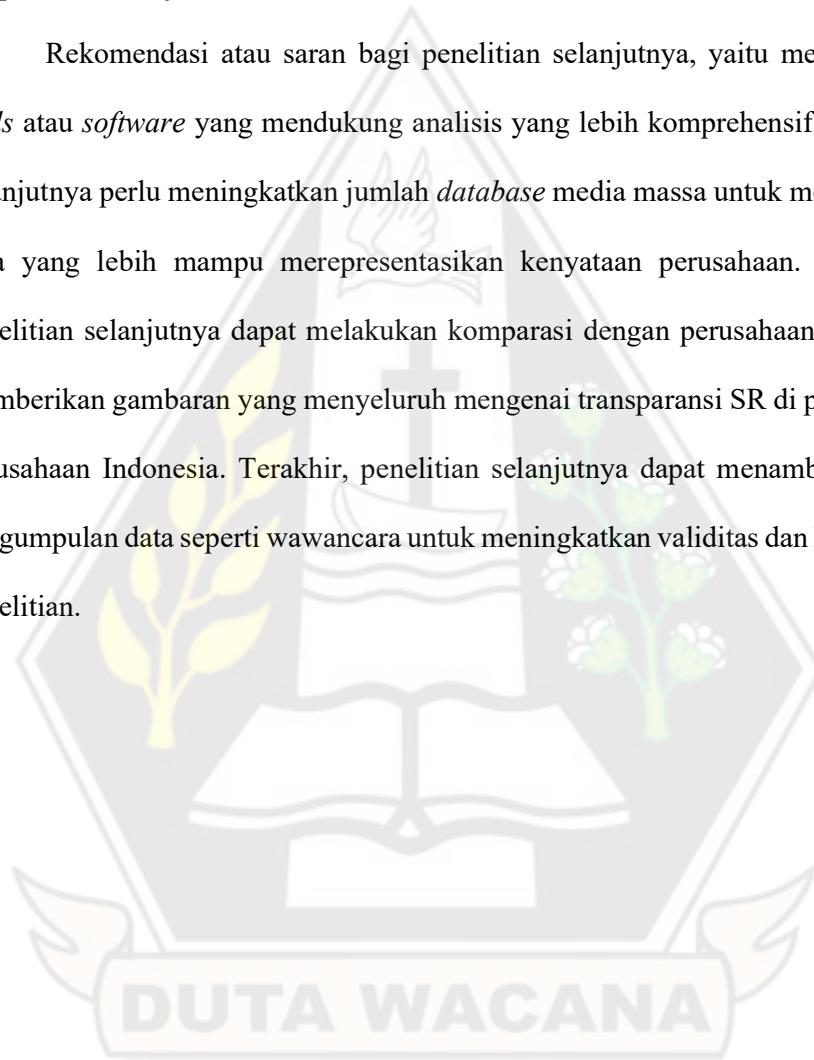 Rekomendasi atau saran bagi penelitian selanjutnya, yaitu me
ls atau software yang mendukung analisis yang lebih komprehensif
njutnya perlu meningkatkan jumlah database media massa untuk me
a yang lebih mampu merepresentasikan kenyataan perusahaan.
elitian selanjutnya dapat melakukan komparasi dengan perusahaan
mberikan gambaran yang menyeluruh mengenai transparansi SR di p
usahaan Indonesia. Terakhir, penelitian selanjutnya dapat menamb
gumpulan data seperti wawancara untuk meningkatkan validitas dan
elitian.
DUTA WACANA